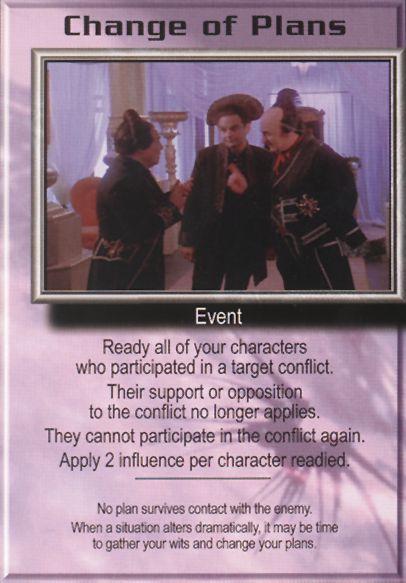 Change of Plans
Event
Ready all of your characters
who participated in a target conflict.
Their support or opposition
to the conflict no longer applies.
They cannot participate in the conflict again.
Apply 2 influence per character readied.
No plan survives contact with the enemy.
When a situation alters dramatically, it may be time
to gather your wits and change your plans.